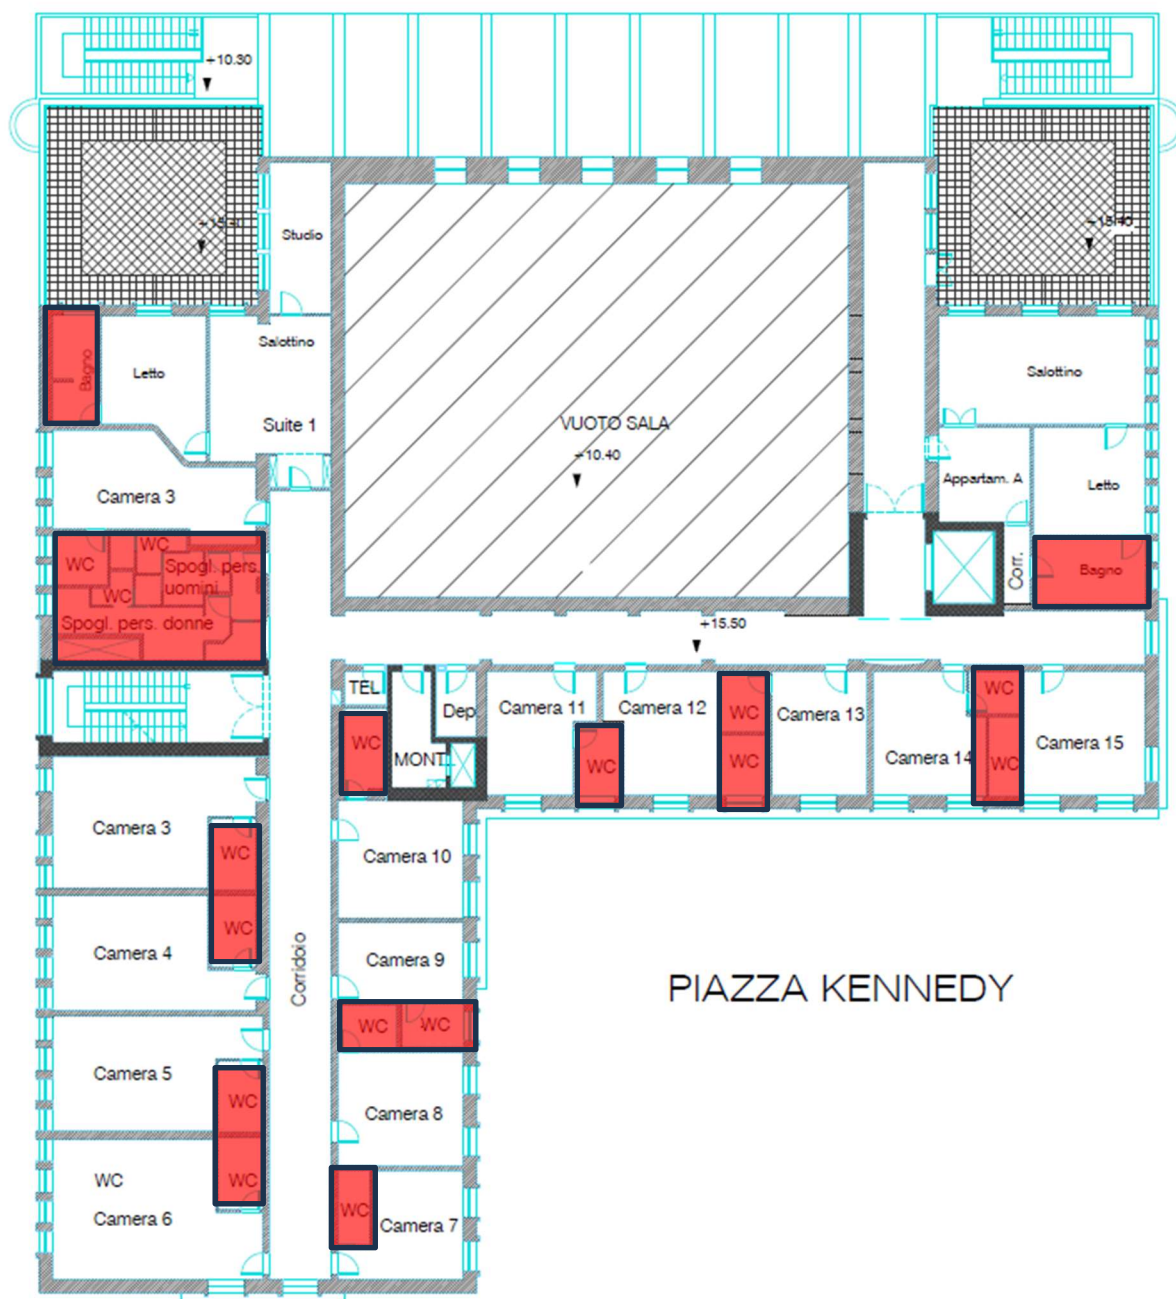 +10.30
+15.40
+15.40
Studio
Salottino
Letto
Bagno
Suite 1
Salottino
VUOTO SALA
+10.40
Camera 3
Appartam. A
Letto
WC
WC
Spogl. pers.
uomini
WC
Spogl. pers. donne
Corr.
Bagno
+15.50
TEL
Dep
WC
MONT.
Camera 11
WC
Camera 12
WC
WC
Camera 13
Camera 14
WC
WC
Camera 15
Camera 3
WC
Camera 10
WC
Camera 4
Corridoio
Camera 9
PIAZZA KENNEDY
WC
WC
Camera 5
WC
Camera 8
WC
WC
Camera 6
WC
Camera 7